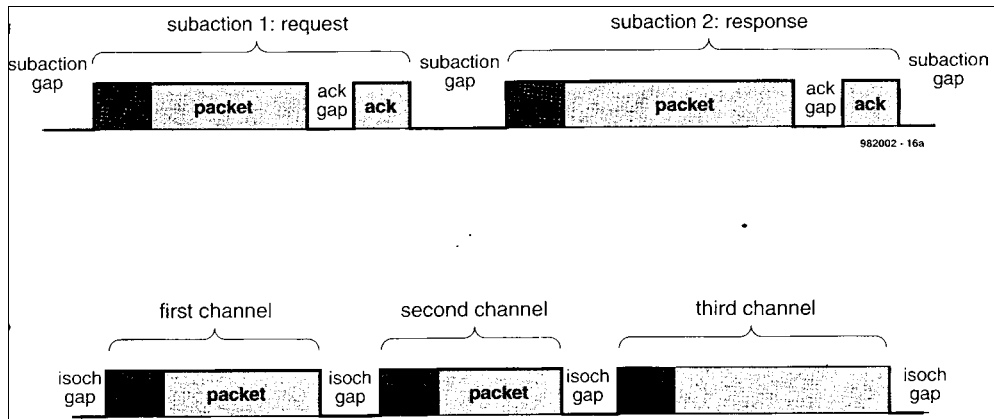 subaction 1: request
subaction 2: response
subaction gap
packet
ack gap
ack
subaction gap
packet
ack gap
ack
subaction gap
982002 - 16a
first channel
second channel
third channel
isoch gap
packet
isoch gap
packet
isoch gap
isoch gap